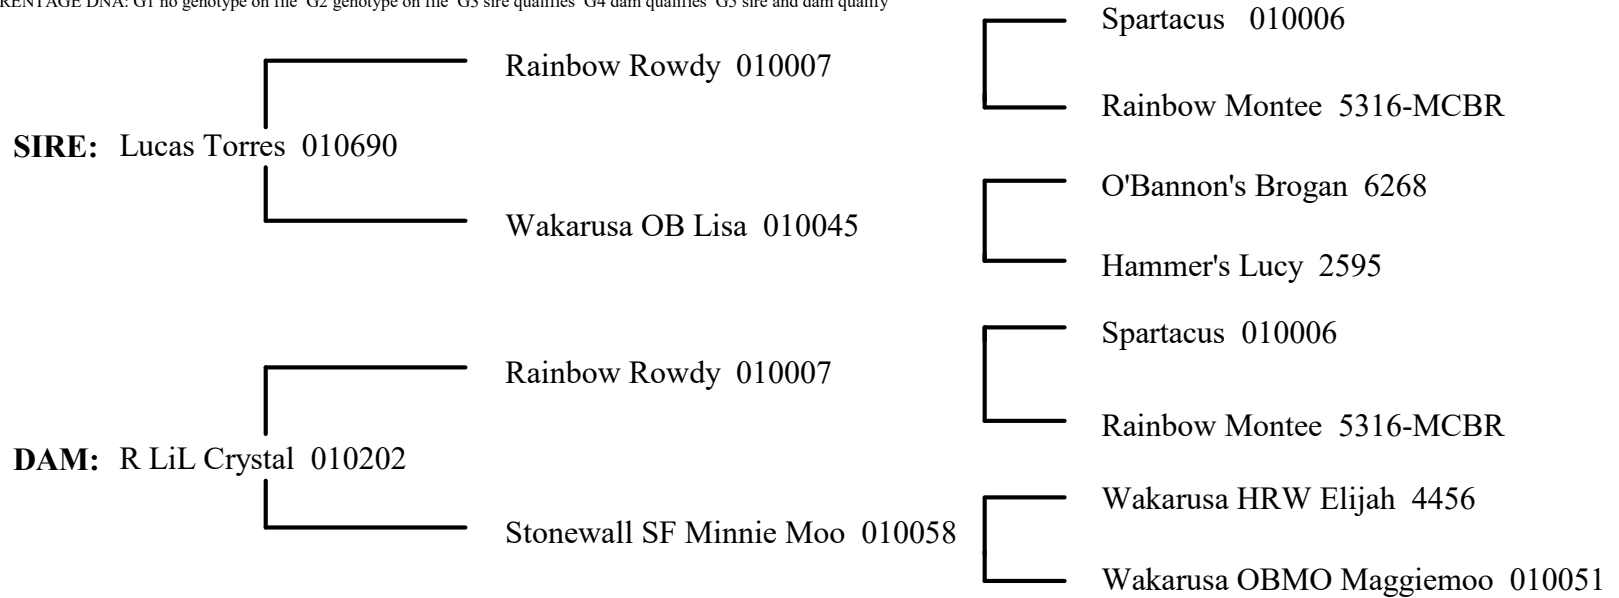 RENTAGE DNA: G1 no genotype on file G2 genotype on file G3 sire qualifies G4 dam qualifies G5 sire and dam qualify
Spartacus 010006
Rainbow Rowdy 010007
Rainbow Montee 5316-MCBR
SIRE: Lucas Torres 010690
O'Bannon's Brogan 6268
Wakarusa OB Lisa 010045
Hammer's Lucy 2595
Spartacus 010006
Rainbow Rowdy 010007
Rainbow Montee 5316-MCBR
DAM: R LiL Crystal 010202
Wakarusa HRW Elijah 4456
Stonewall SF Minnie Moo 010058
Wakarusa OBMO Maggiemoo 010051